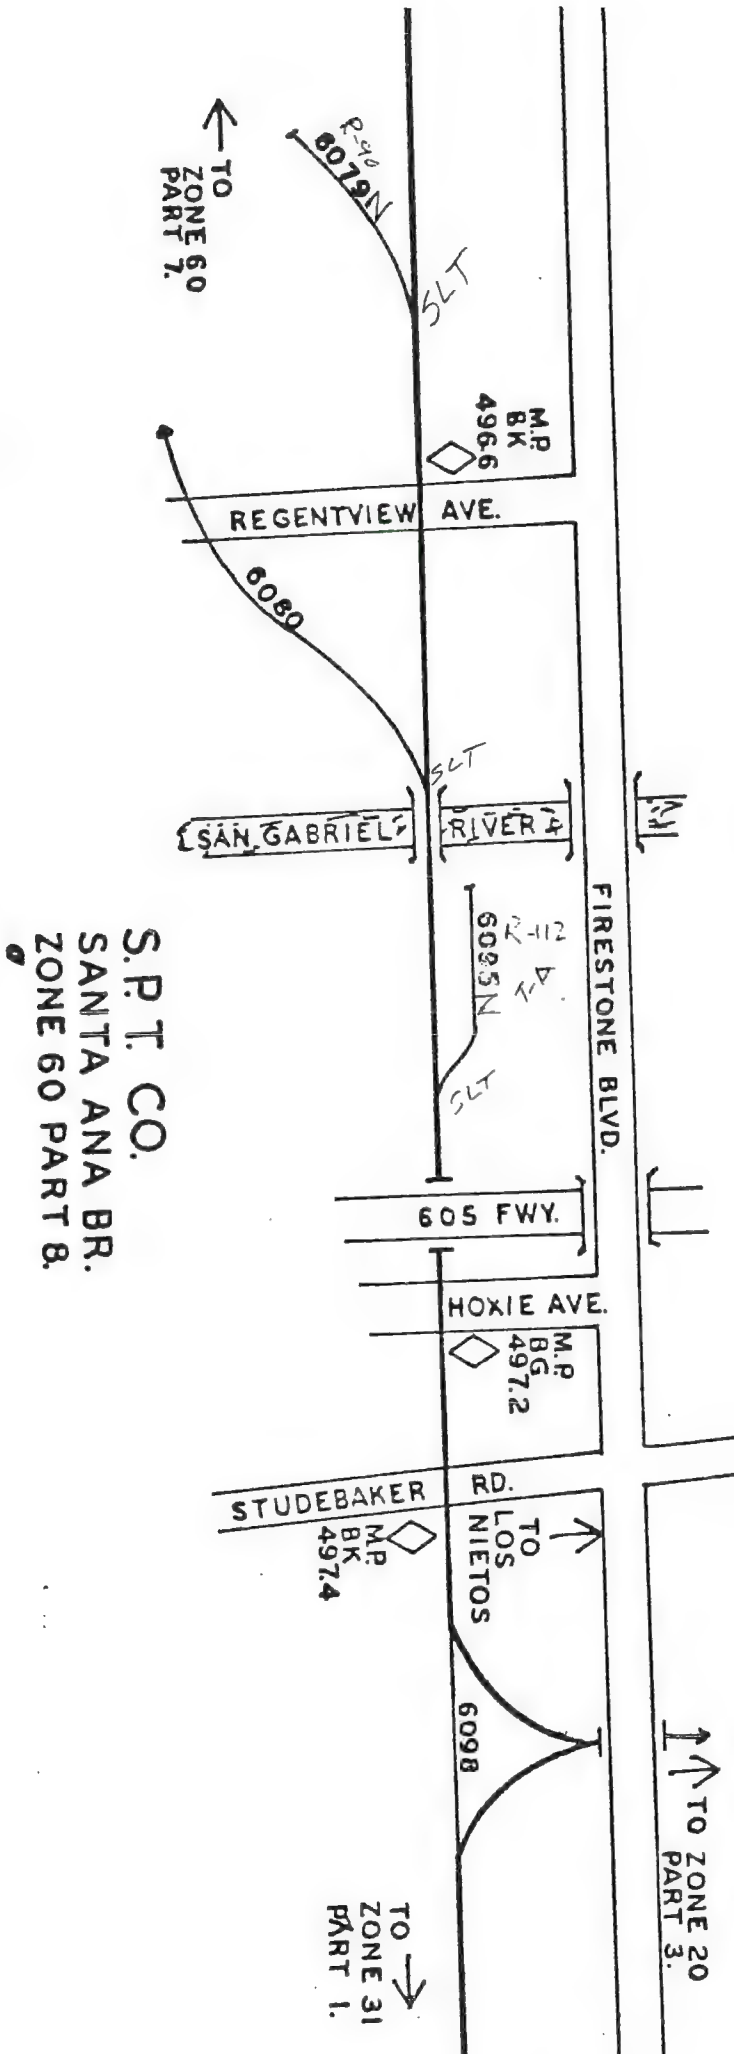 TO
ZONE 60
PART 7.
R-90
6079N
SLT
M.P.
BK
496.6
REGENTVIEW AVE.
6080
SLT
SAN GABRIEL RIVER
R-112
6095N
SLT
FIRESTONE BLVD.
605 FWY.
HOXIE AVE.
M.P.
BG
497.2
STUDEBAKER RD.
M.P.
BK
497.4
TO
LOS
NIETOS
6098
TO ZONE 20
PART 3.
TO
ZONE 31
PART 1.
S.P.T. CO.
SANTA ANA BR.
ZONE 60 PART 8.